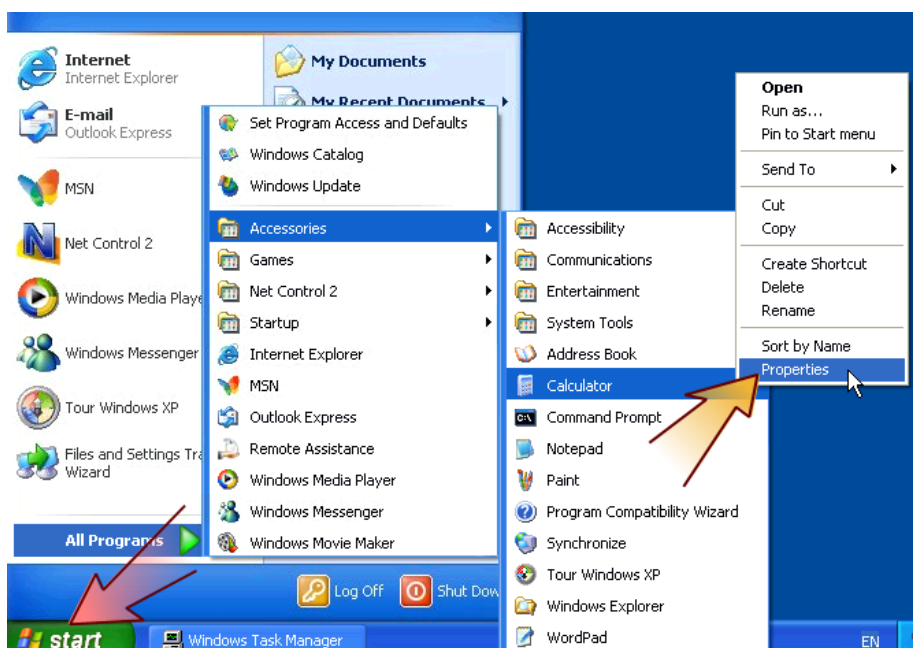 Internet
Internet Explorer
E-mail
Outlook Express
MSN
Net Control 2
Windows Media Playe
Windows Messenger
Tour Windows XP
Files and Settings Tra
Wizard
All Programs
My Documents
My Recent Documents
Set Program Access and Defaults
Windows Catalog
Windows Update
Accessories
Games
Net Control 2
Startup
Internet Explorer
MSN
Outlook Express
Remote Assistance
Windows Media Player
Windows Messenger
Windows Movie Maker
Accessibility
Communications
Entertainment
System Tools
Address Book
Calculator
Command Prompt
Notepad
Paint
Program Compatibility Wizard
Synchronize
Tour Windows XP
Windows Explorer
WordPad
Open
Run as...
Pin to Start menu
Send To
Cut
Copy
Create Shortcut
Delete
Rename
Sort by Name
Properties
Log Off
Shut Dow
start
Windows Task Manager
EN